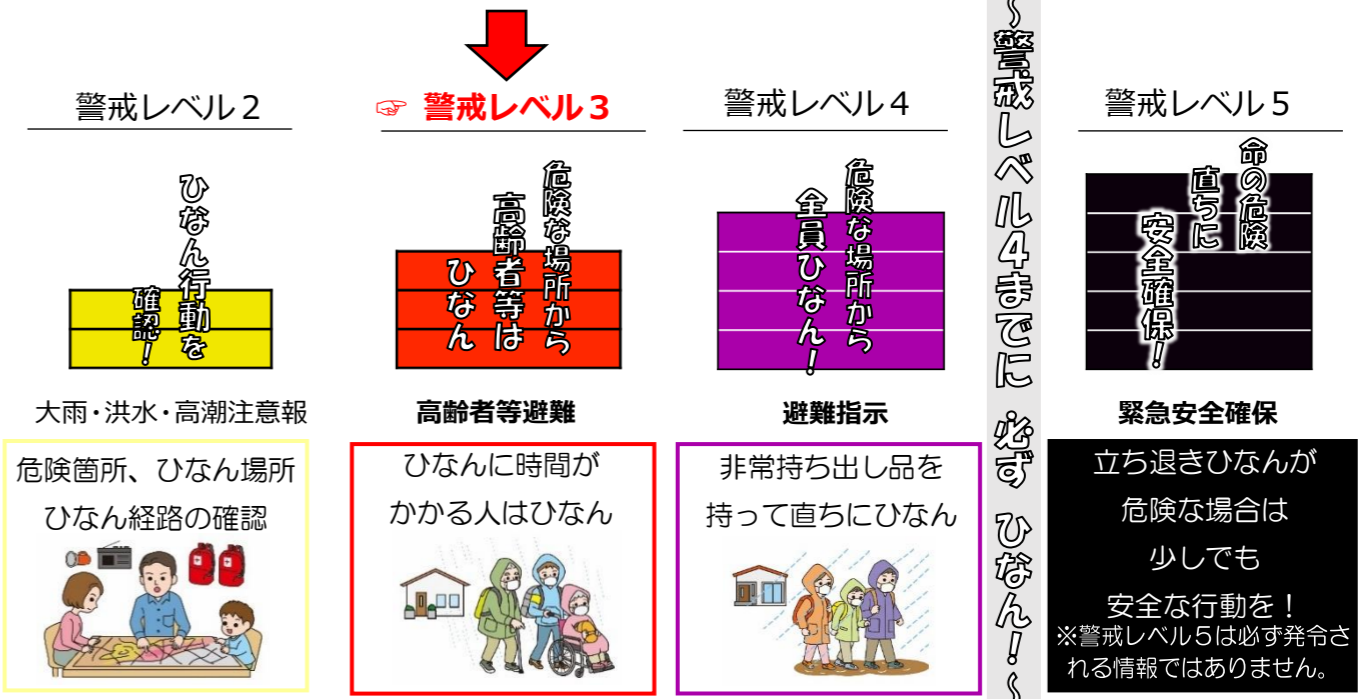 警戒レベル２
ひなん行動を
確認！
大雨・洪水・高潮注意報
危険箇所、ひなん場所
ひなん経路の確認
☞ 警戒レベル３
危険な場所から
高齢者等は
ひなん
高齢者等避難
ひなんに時間が
かかる人はひなん
警戒レベル４
危険な場所から
全員ひなん！
避難指示
非常持ち出し品を
持って直ちにひなん
～警戒レベル4までに 必ず ひなん！～
警戒レベル５
命の危険
直ちに
安全確保！
緊急安全確保
立ち退きひなんが
危険な場合は
少しでも
安全な行動を！
※警戒レベル５は必ず発令さ
れる情報ではありません。